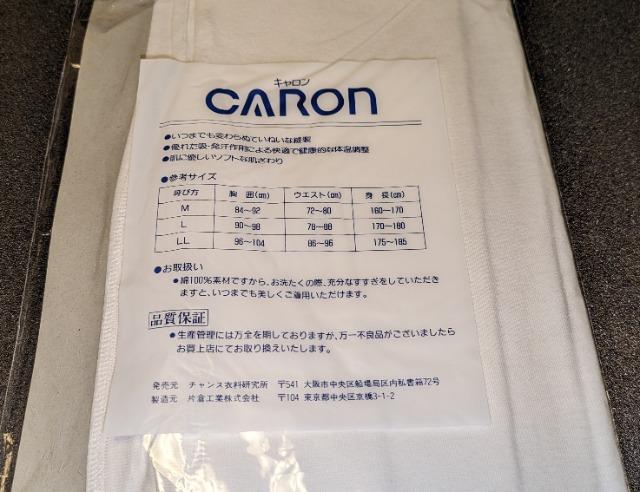 キャロン
CARON
●いつまでも変わらぬていねいな縫製
●優れた吸・発汗作用による快適で健康的な体温調整
●肌に優しいソフトな肌ざわり
●参考サイズ
呼び方 胸囲(cm) ウエスト(cm) 身長(cm)
M 84〜92 72〜80 160〜170
L 90〜98 78〜88 170〜180
LL 96〜104 86〜96 175〜185
●お取扱い
●綿100%素材ですから、お洗たくの際、充分なすすぎをしていただき
ますと、いつまでも美しくご着用いただけます。
品質保証
●生産管理には万全を期しておりますが、万一不良品がございましたら
お買上店にてお取り換えいたします。
発売元 チャンス衣料研究所 〒541 大阪市中央区船場局区内私書箱72号
製造元 片倉工業株式会社 〒104 東京都中央区京橋3-1-2